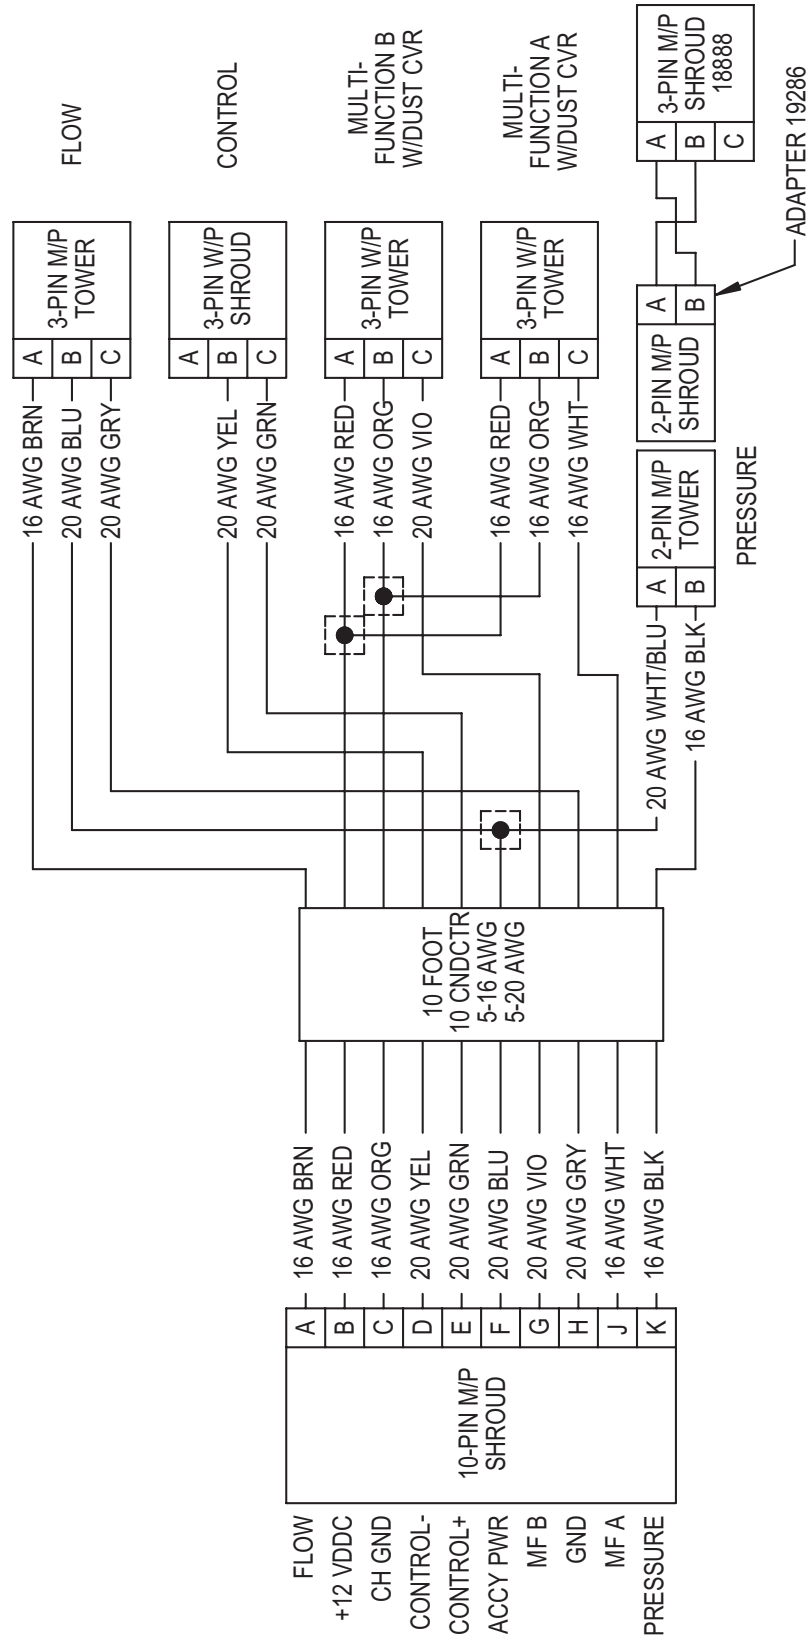 FLOW
+12 VDDC
CH GND
CONTROL-
CONTROL+
ACCY PWR
MF B
GND
MF A
PRESSURE
10-PIN M/P
SHROUD
A
B
C
D
E
F
G
H
J
K
16 AWG BRN
16 AWG RED
16 AWG ORG
20 AWG YEL
20 AWG GRN
20 AWG BLU
20 AWG VIO
20 AWG GRY
16 AWG WHT
16 AWG BLK
10 FOOT
10 CNDCTR
5-16 AWG
5-20 AWG
16 AWG BRN
20 AWG BLU
20 AWG GRY
A
B
C
3-PIN M/P
TOWER
FLOW
20 AWG YEL
20 AWG GRN
A
B
C
3-PIN W/P
SHROUD
CONTROL
16 AWG RED
16 AWG ORG
20 AWG VIO
A
B
C
3-PIN W/P
TOWER
MULTI-
FUNCTION B
W/DUST CVR
16 AWG RED
16 AWG ORG
16 AWG WHT
A
B
C
3-PIN W/P
TOWER
MULTI-
FUNCTION A
W/DUST CVR
20 AWG WHT/BLU
16 AWG BLK
A
B
2-PIN M/P
TOWER
PRESSURE
2-PIN M/P
SHROUD
A
B
A
B
C
3-PIN M/P
SHROUD
18888
ADAPTER 19286